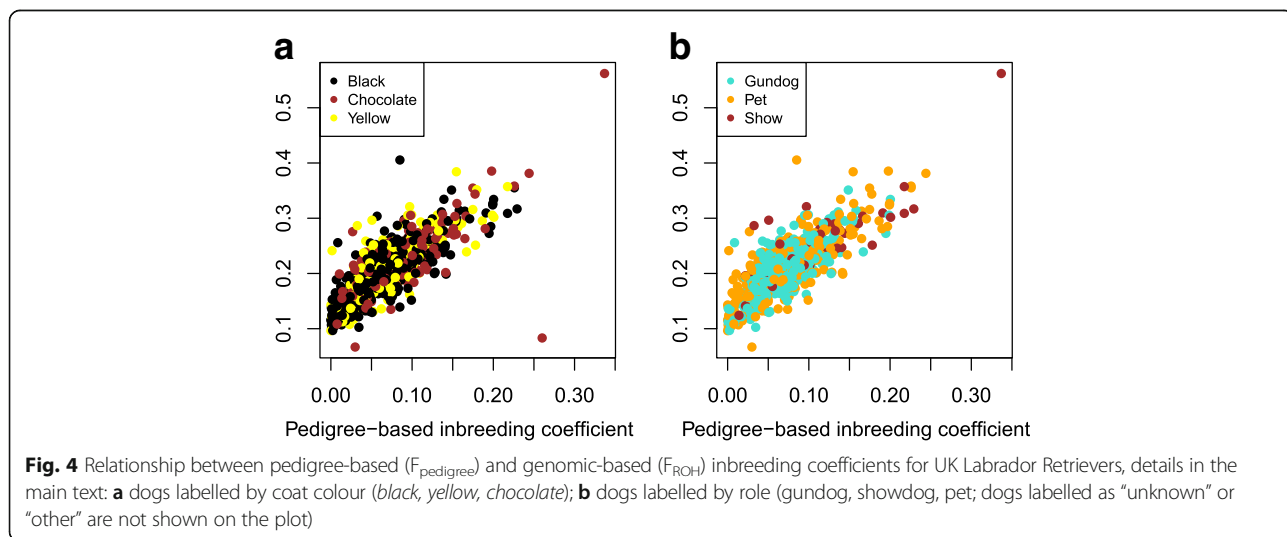 a
b
Black
Chocolate
Yellow
Gundog
Pet
Show
0.5
0.4
0.3
0.2
0.1
0.5
0.4
0.3
0.2
0.1
0.00 0.10 0.20 0.30
0.00 0.10 0.20 0.30
Pedigree−based inbreeding coefficient
Pedigree−based inbreeding coefficient
Fig. 4 Relationship between pedigree-based (Fpedigree) and genomic-based (FROH) inbreeding coefficients for UK Labrador Retrievers, details in the
main text: a dogs labelled by coat colour (black, yellow, chocolate); b dogs labelled by role (gundog, showdog, pet; dogs labelled as “unknown” or
“other” are not shown on the plot)